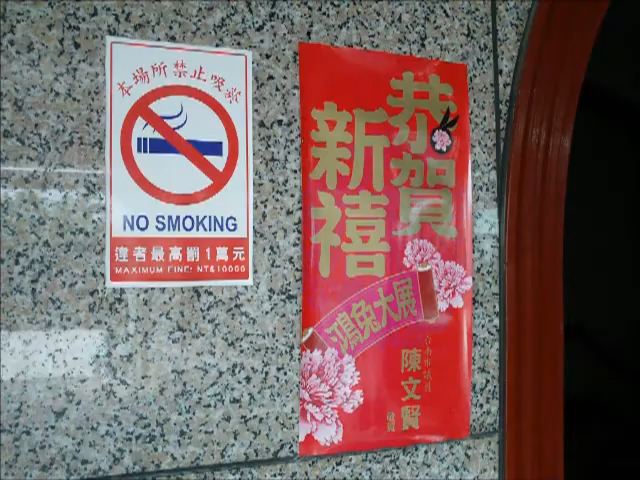 本場所禁止吸菸
NO SMOKING
違者最高罰1萬元
MAXIMUM FINE: NT$10000
恭賀
新禧
鴻兔大展
台南市議員
陳文賢
敬賀